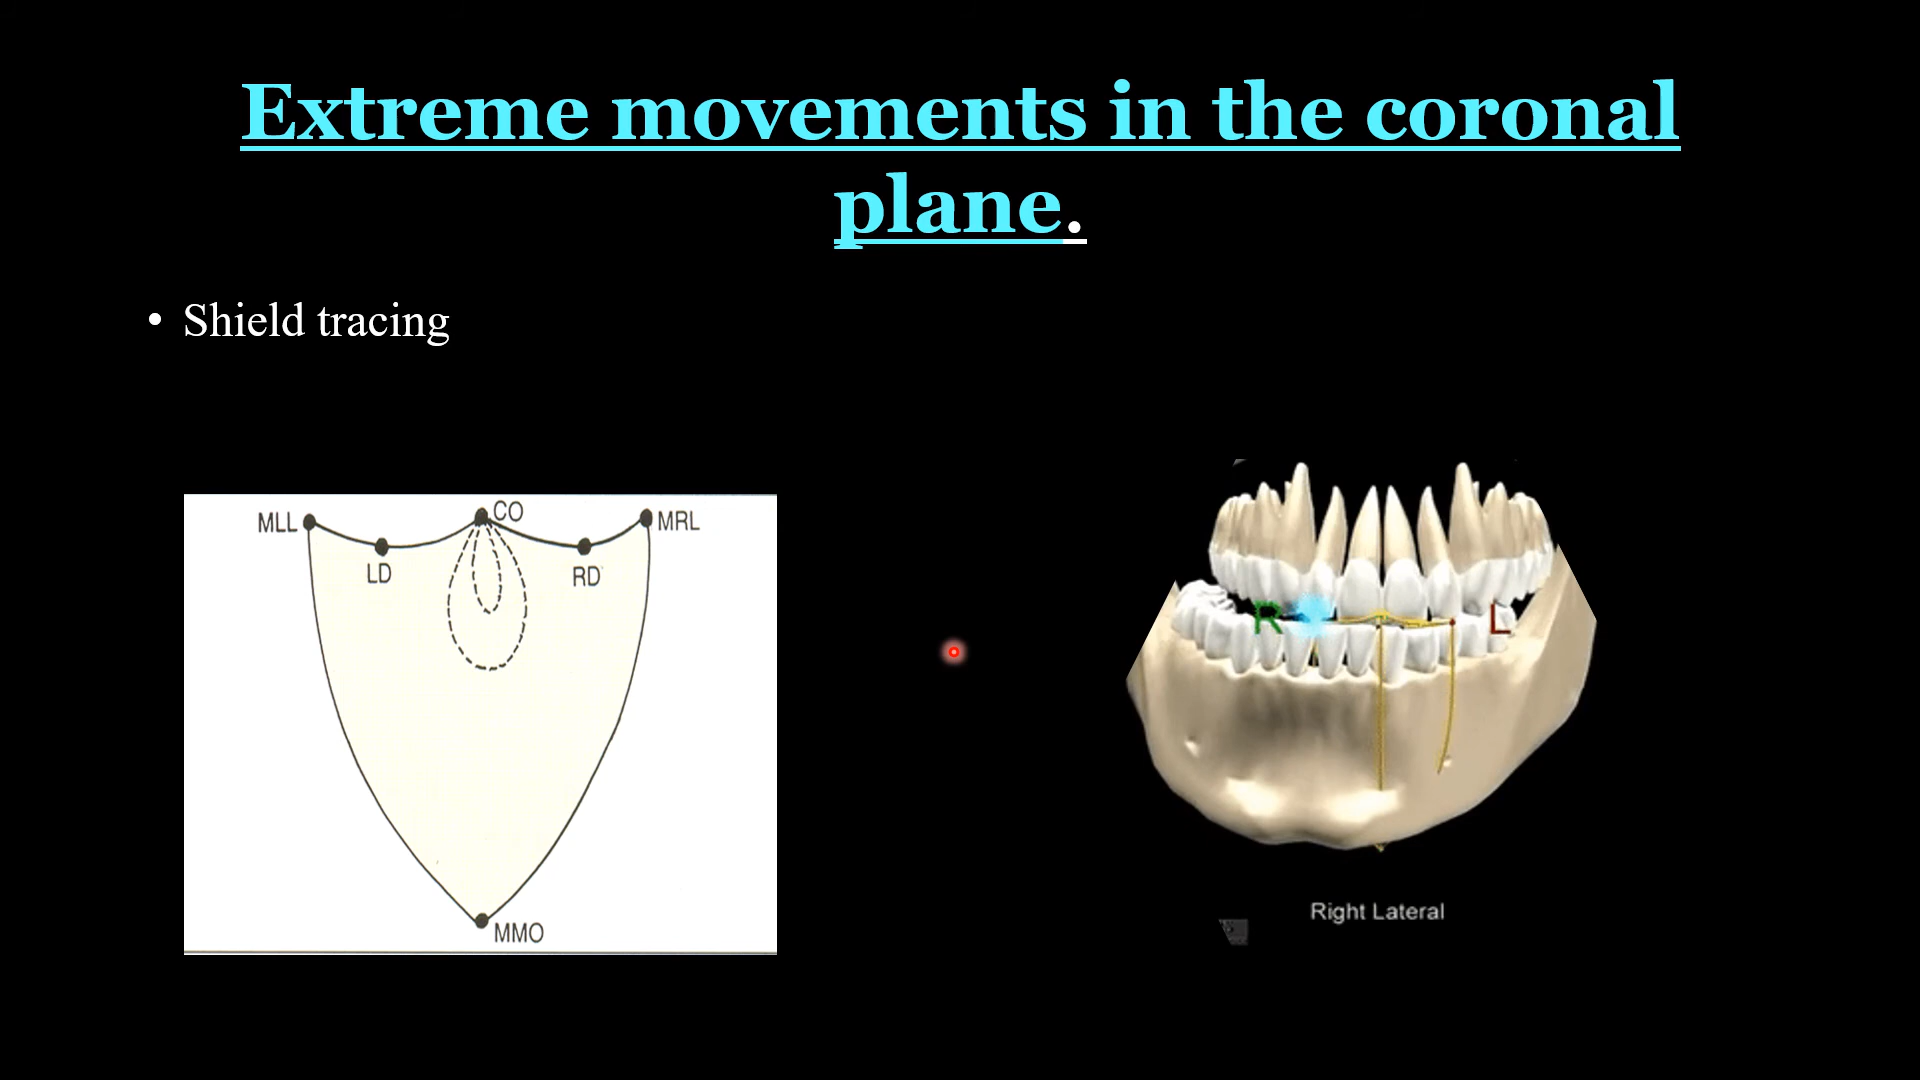 Extreme movements in the coronal
plane.
• Shield tracing
MLL
CO
MRL
LD
RD
MMO
R
L
Right Lateral